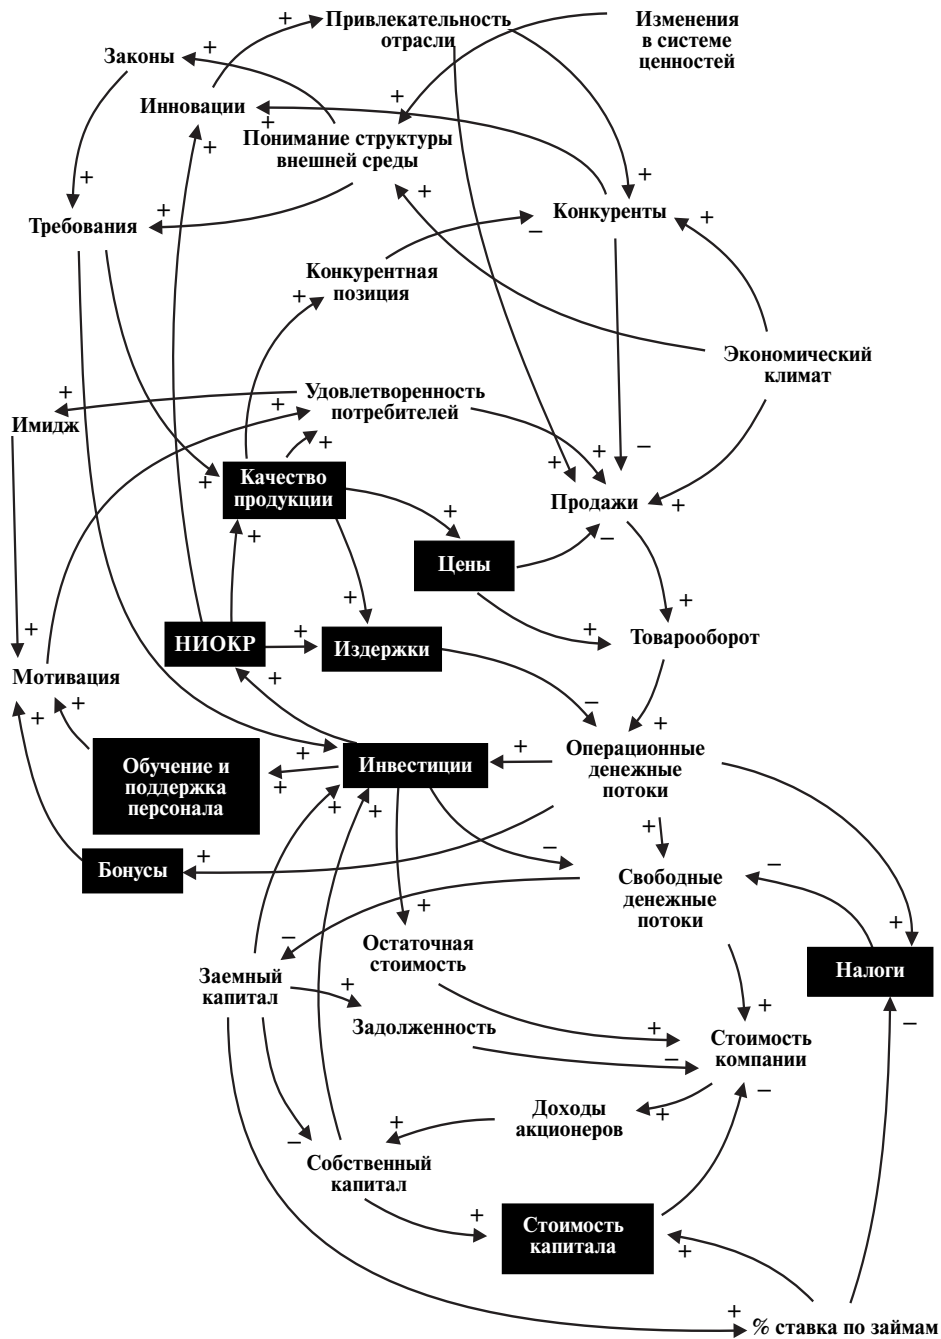 Привлекательность
отрасли
Изменения
в системе
ценностей
Законы
Инновации
Понимание структуры
внешней среды
Требования
Конкуренты
Конкурентная
позиция
Экономический
климат
Удовлетворенность
потребителей
Имидж
Качество
продукции
Продажи
Цены
НИОКР
Издержки
Товарооборот
Мотивация
Обучение и
поддержка
персонала
Инвестиции
Операционные
денежные
потоки
Бонусы
Свободные
денежные
потоки
Остаточная
стоимость
Налоги
Заемный
капитал
Задолженность
Стоимость
компании
Доходы
акционеров
Собственный
капитал
Стоимость
капитала
% ставка по займам